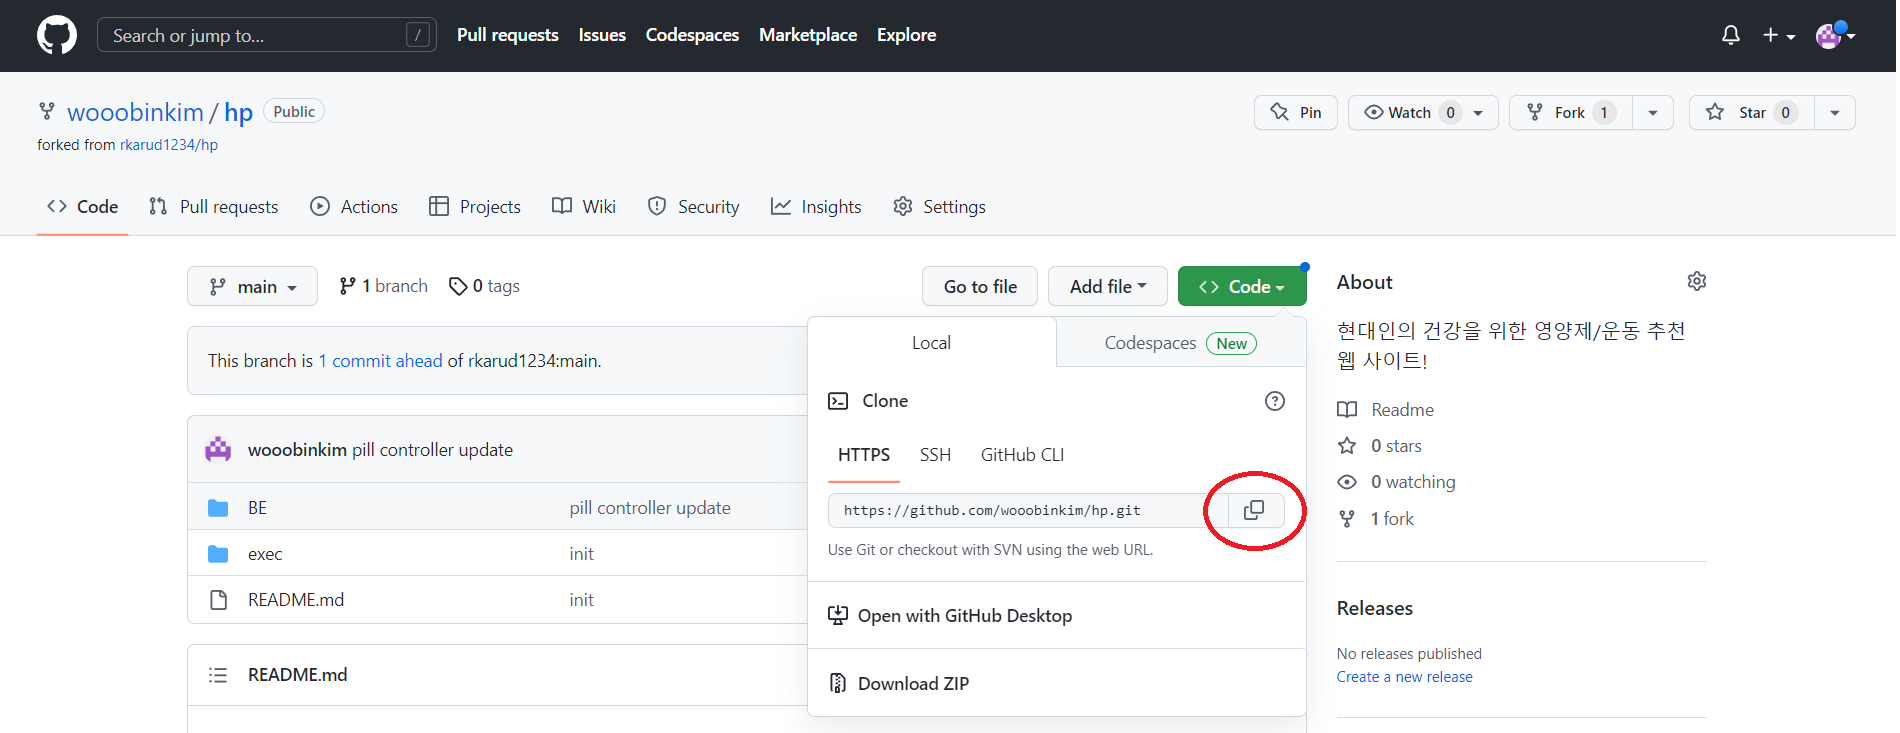 Search or jump to... /
Pull requests Issues Codespaces Marketplace Explore
wooobinkim / hp Public
Pin Watch 0 Fork 1 Star 0
forked from rkarud1234/hp
Code Pull requests Actions Projects Wiki Security Insights Settings
main 1 branch 0 tags
Go to file Add file Code
This branch is 1 commit ahead of rkarud1234:main.
wooobinkim pill controller update
BE pill controller update
exec init
README.md init
README.md
Local Codespaces New
Clone
HTTPS SSH GitHub CLI
https://github.com/wooobinkim/hp.git
Use Git or checkout with SVN using the web URL.
Open with GitHub Desktop
Download ZIP
About
현대인의 건강을 위한 영양제/운동 추천
웹 사이트!
Readme
0 stars
0 watching
1 fork
Releases
No releases published
Create a new release